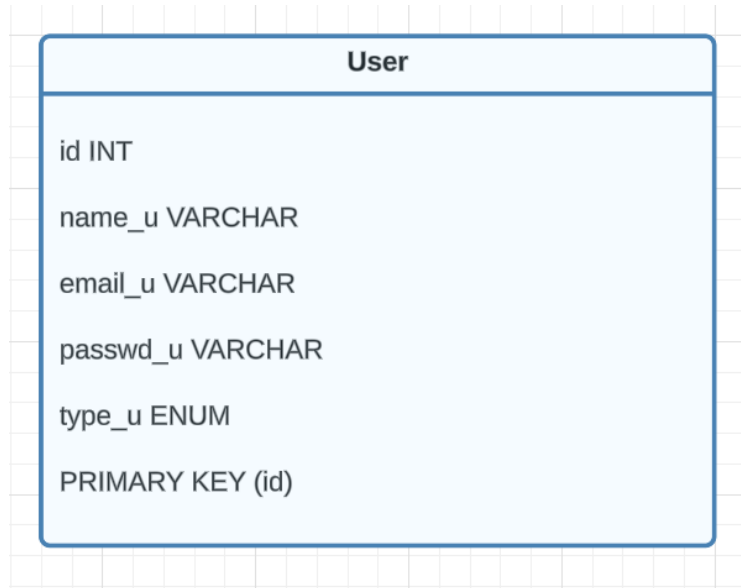 User
id INT
name_u VARCHAR
email_u VARCHAR
passwd_u VARCHAR
type_u ENUM
PRIMARY KEY (id)